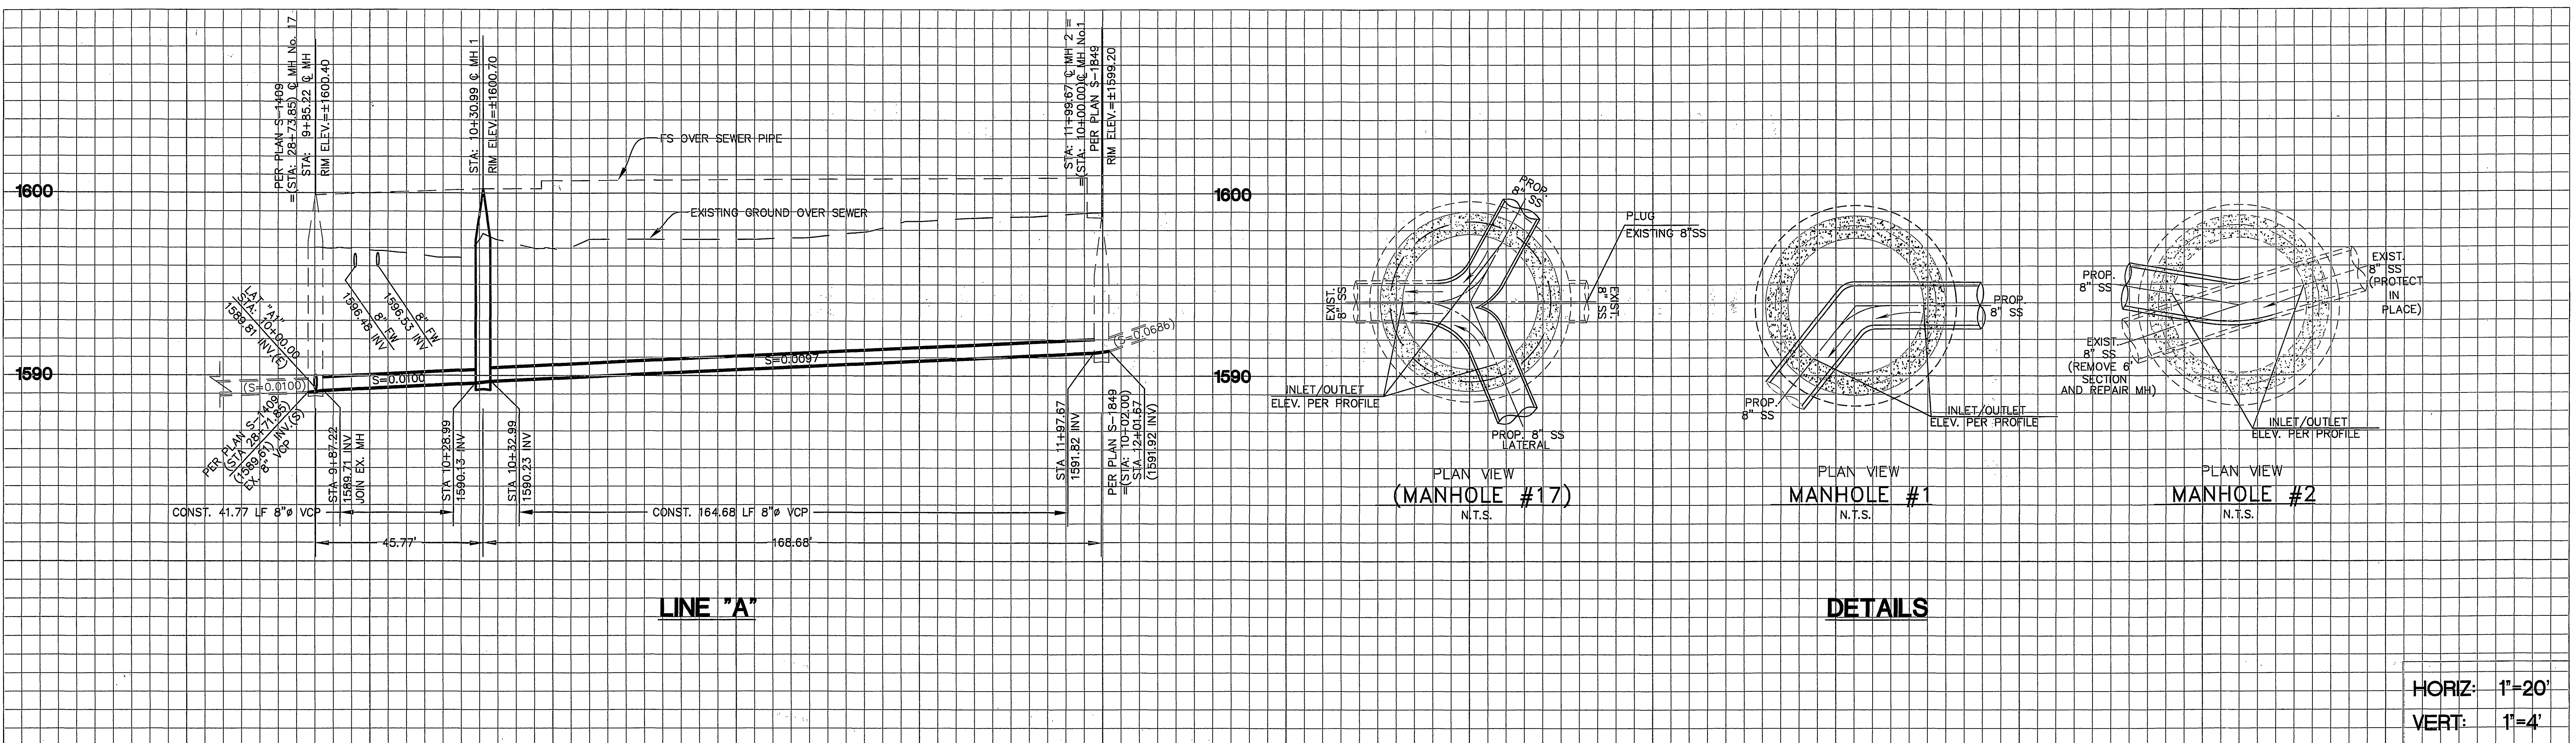 PER PLAN S-1409
=(STA: 28+73.85) ℄ MH No. 17
STA: 9+85.22 ℄ MH
RIM ELEV.=±1600.40
STA: 10+30.99 ℄ MH 1
RIM ELEV.=±1600.70
STA: 11+99.67 ℄ MH 2 =
=(STA: 10+00.00)℄ MH No.1
PER PLAN S-1849
RIM ELEV.=±1599.20
FS OVER SEWER PIPE
1600
1600
EXISTING GROUND OVER SEWER
LAT "A1"
STA: 10+00.00
1589.81 INV.(E)
8" FW
1596.48 INV
8" FW
1596.53 INV
1590
1590
(S=0.0100)
S=0.0100
S=0.0097
(S=0.0686)
PER PLAN S-1409
(STA 28+71.85)
(1589.61) INV.(S)
EX. 8" VCP
STA 9+87.22
1589.71 INV
JOIN EX. MH
STA 10+28.99
1590.13 INV
STA 10+32.99
1590.23 INV
STA 11+97.67
1591.82 INV
PER PLAN S-1849
=(STA: 10+02.00)
STA 12+01.67
(1591.92 INV)
CONST. 41.77 LF 8"ø VCP
CONST. 164.68 LF 8"ø VCP
45.77'
168.68'
LINE "A"
PROP.
8" SS
PLUG
EXISTING 8"SS
EXIST.
8" SS
EXIST.
8" SS
INLET/OUTLET
ELEV. PER PROFILE
PROP. 8" SS
LATERAL
PLAN VIEW
(MANHOLE #17)
N.T.S.
PROP.
8" SS
PROP.
8" SS
INLET/OUTLET
ELEV. PER PROFILE
PLAN VIEW
MANHOLE #1
N.T.S.
PROP.
8" SS
EXIST.
8" SS
(PROTECT
IN
PLACE)
EXIST.
8" SS
(REMOVE 6'
SECTION
AND REPAIR MH)
INLET/OUTLET
ELEV. PER PROFILE
PLAN VIEW
MANHOLE #2
N.T.S.
DETAILS
HORIZ: 1"=20'
VERT: 1"=4'